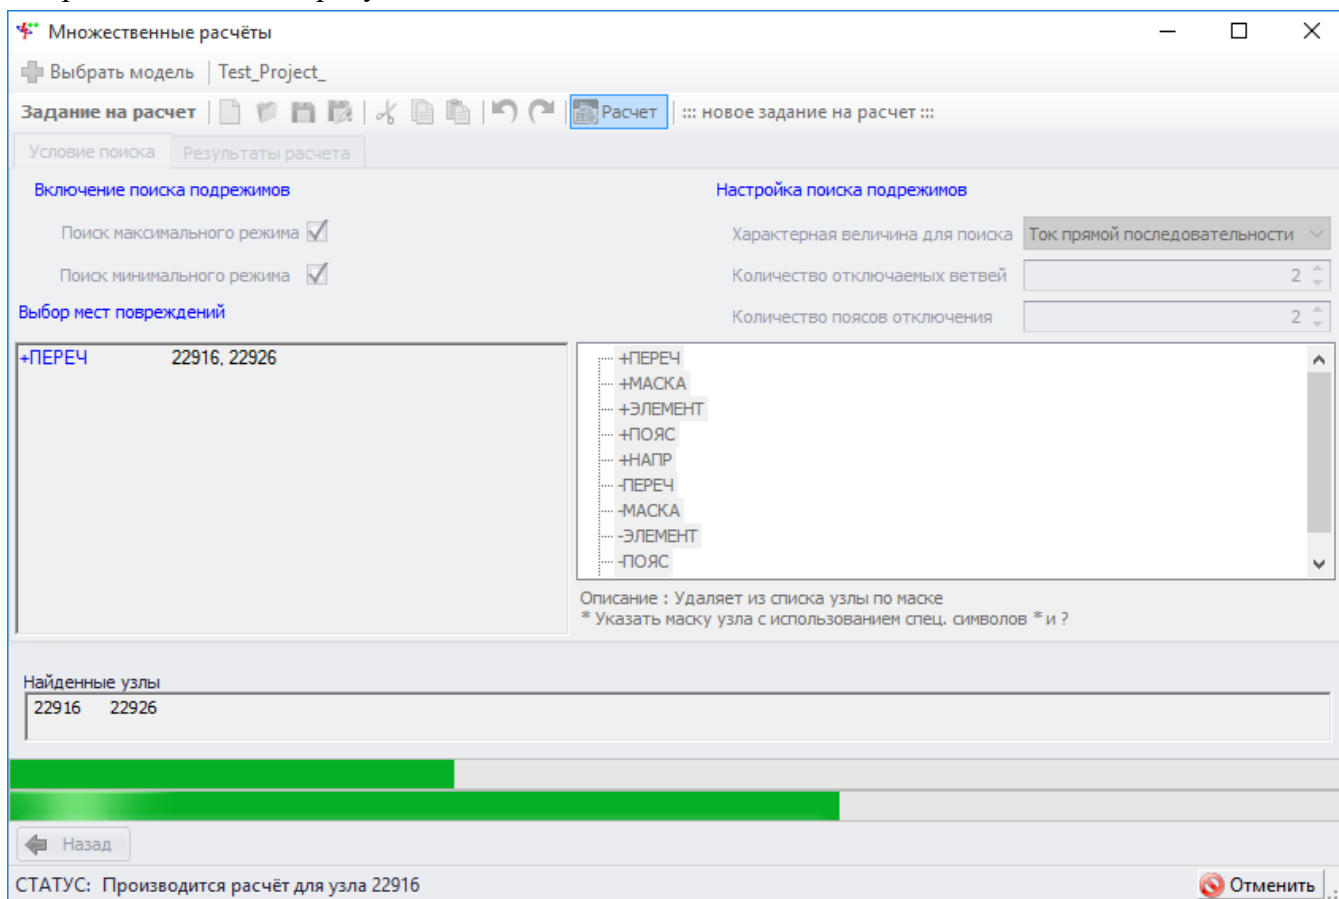 Множественные расчёты
Выбрать модель Test_Project_
Задание на расчет Расчет ::: новое задание на расчет :::
Условие поиска Результаты расчета
Включение поиска подрежимов Настройка поиска подрежимов
Поиск максимального режима Характерная величина для поиска Ток прямой последовательности
Поиск минимального режима Количество отключаемых ветвей 2
Выбор мест повреждений Количество поясов отключения 2
+ПЕРЕЧ 22916, 22926
+ПЕРЕЧ
+МАСКА
+ЭЛЕМЕНТ
+ПОЯС
+НАПР
-ПЕРЕЧ
-МАСКА
-ЭЛЕМЕНТ
-ПОЯС
Описание : Удаляет из списка узлы по маске
* Указать маску узла с использованием спец. символов * и ?
Найденные узлы
22916 22926
Назад
СТАТУС: Производится расчёт для узла 22916 Отменить